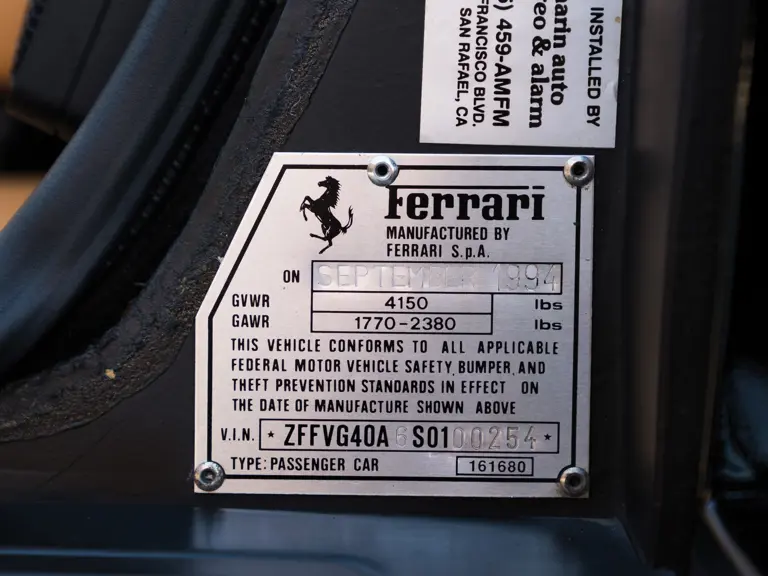 INSTALLED BY
marin auto
reo & alarm
459-AMFM
FRANCISCO BLVD.
SAN RAFAEL, CA
Ferrari
MANUFACTURED BY
FERRARI S.p.A.
ON SEPTEMBER 1994
GVWR 4150 lbs
GAWR 1770-2380 lbs
THIS VEHICLE CONFORMS TO ALL APPLICABLE
FEDERAL MOTOR VEHICLE SAFETY, BUMPER, AND
THEFT PREVENTION STANDARDS IN EFFECT ON
THE DATE OF MANUFACTURE SHOWN ABOVE
V.I.N. * ZFFVG40A6S0100254 *
TYPE: PASSENGER CAR 161680